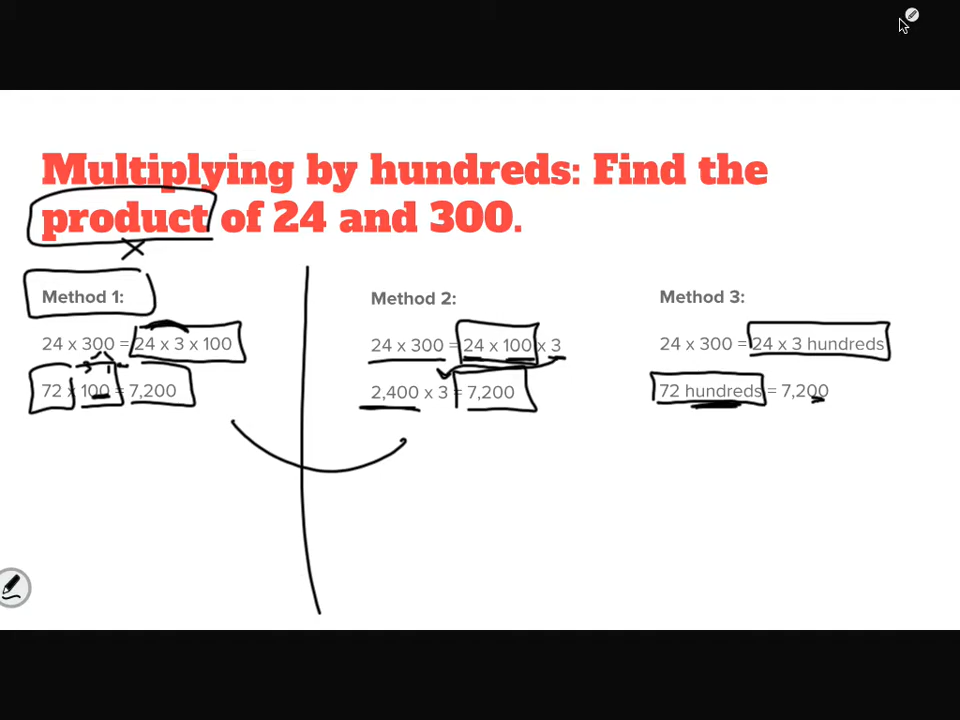 Multiplying by hundreds: Find the
product of 24 and 300.
x
Method 1:
24 x 300 = 24 x 3 x 100
72 x 100 = 7,200
Method 2:
24 x 300 = 24 x 100 x 3
2,400 x 3 = 7,200
Method 3:
24 x 300 = 24 x 3 hundreds
72 hundreds = 7,200